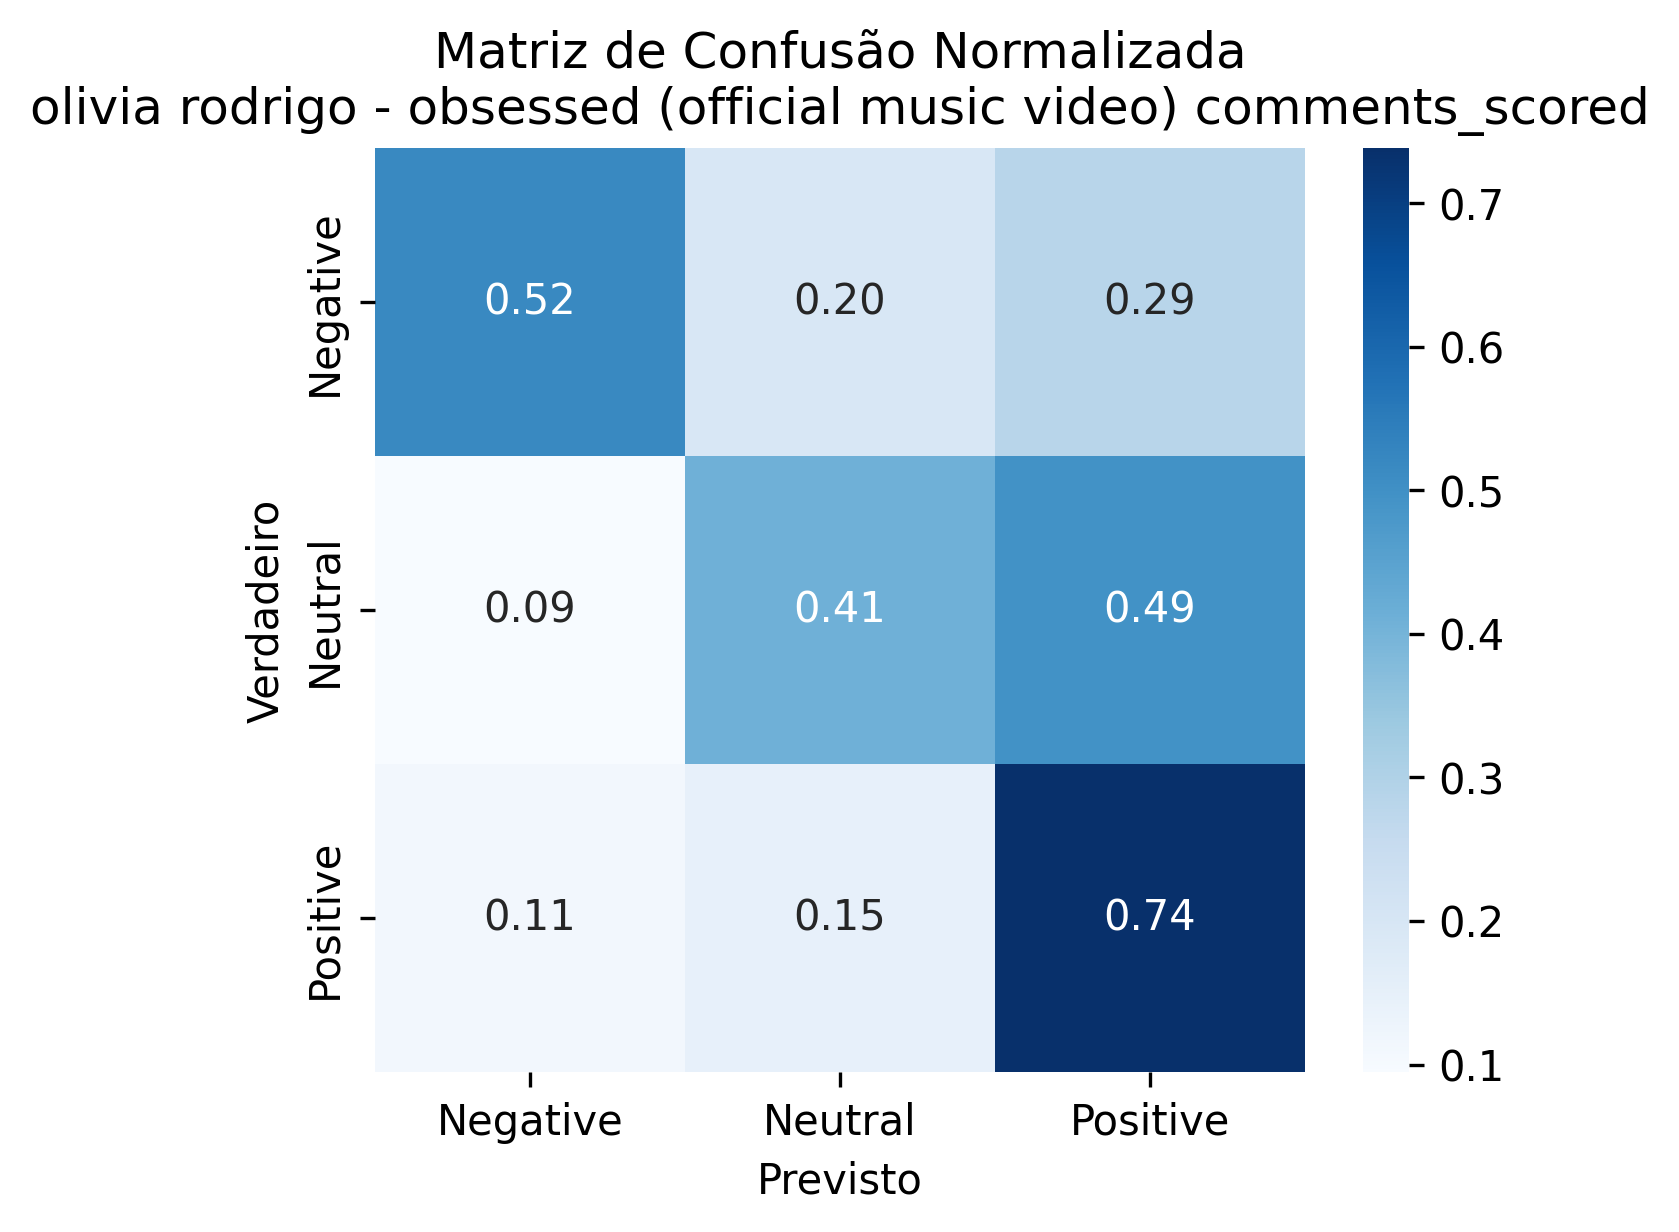 Matriz de Confusão Normalizada
olivia rodrigo - obsessed (official music video) comments_scored
Verdadeiro
Negative
0.52 0.20 0.29
Neutral
0.09 0.41 0.49
Positive
0.11 0.15 0.74
Negative Neutral Positive
Previsto
0.7
0.6
0.5
0.4
0.3
0.2
0.1